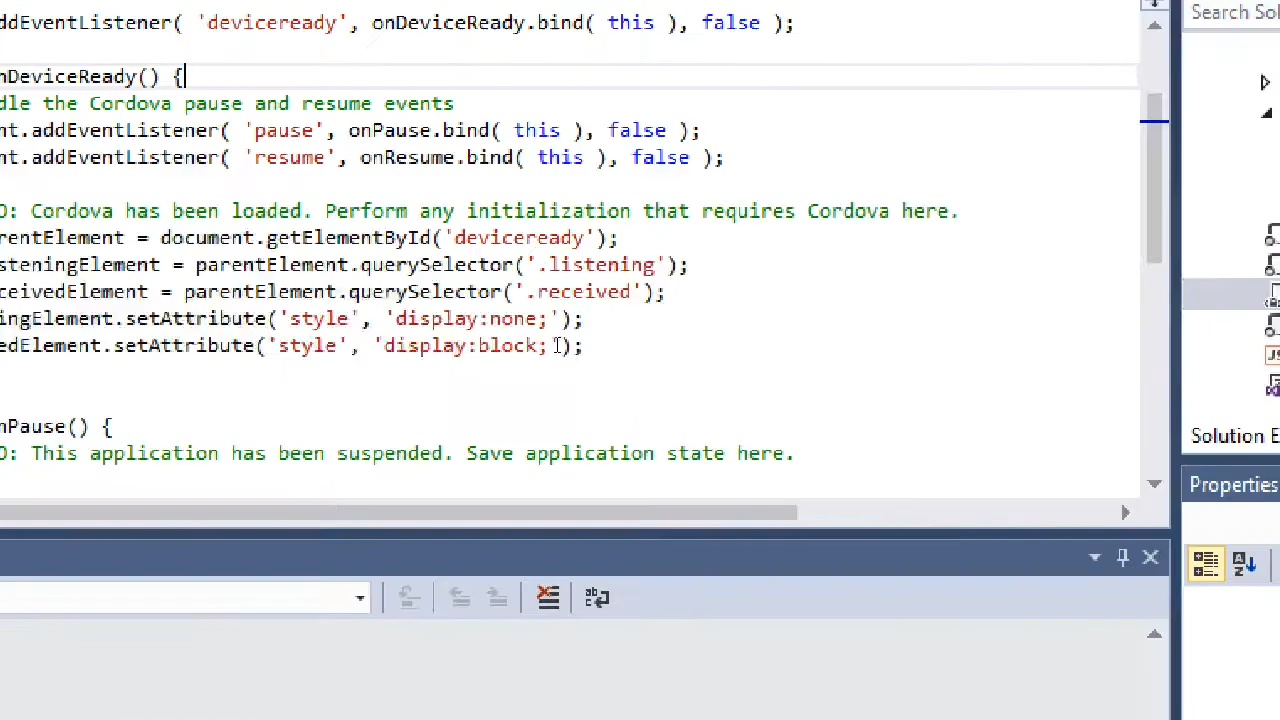 ddEventListener( 'deviceready', onDeviceReady.bind( this ), false );
nDeviceReady() {
dle the Cordova pause and resume events
nt.addEventListener( 'pause', onPause.bind( this ), false );
nt.addEventListener( 'resume', onResume.bind( this ), false );
O: Cordova has been loaded. Perform any initialization that requires Cordova here.
rentElement = document.getElementById('deviceready');
steningElement = parentElement.querySelector('.listening');
ceivedElement = parentElement.querySelector('.received');
ingElement.setAttribute('style', 'display:none;');
edElement.setAttribute('style', 'display:block;');
nPause() {
O: This application has been suspended. Save application state here.
Search Sol
Solution E
Properties